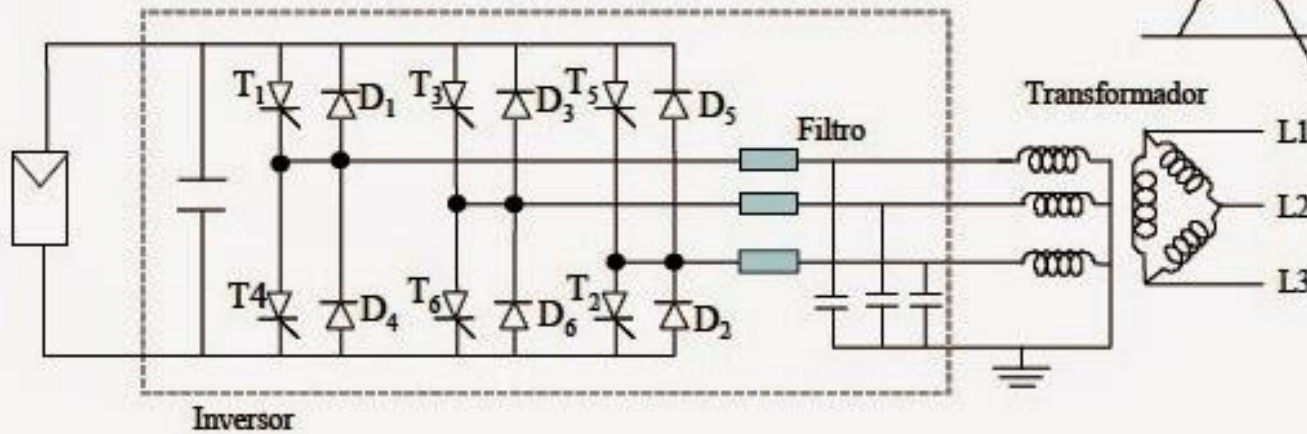 T1 D1 T3 D3 T5 D5
Transformador
Filtro
L1
L2
L3
T4 D4 T6 D6 T2 D2
Inversor